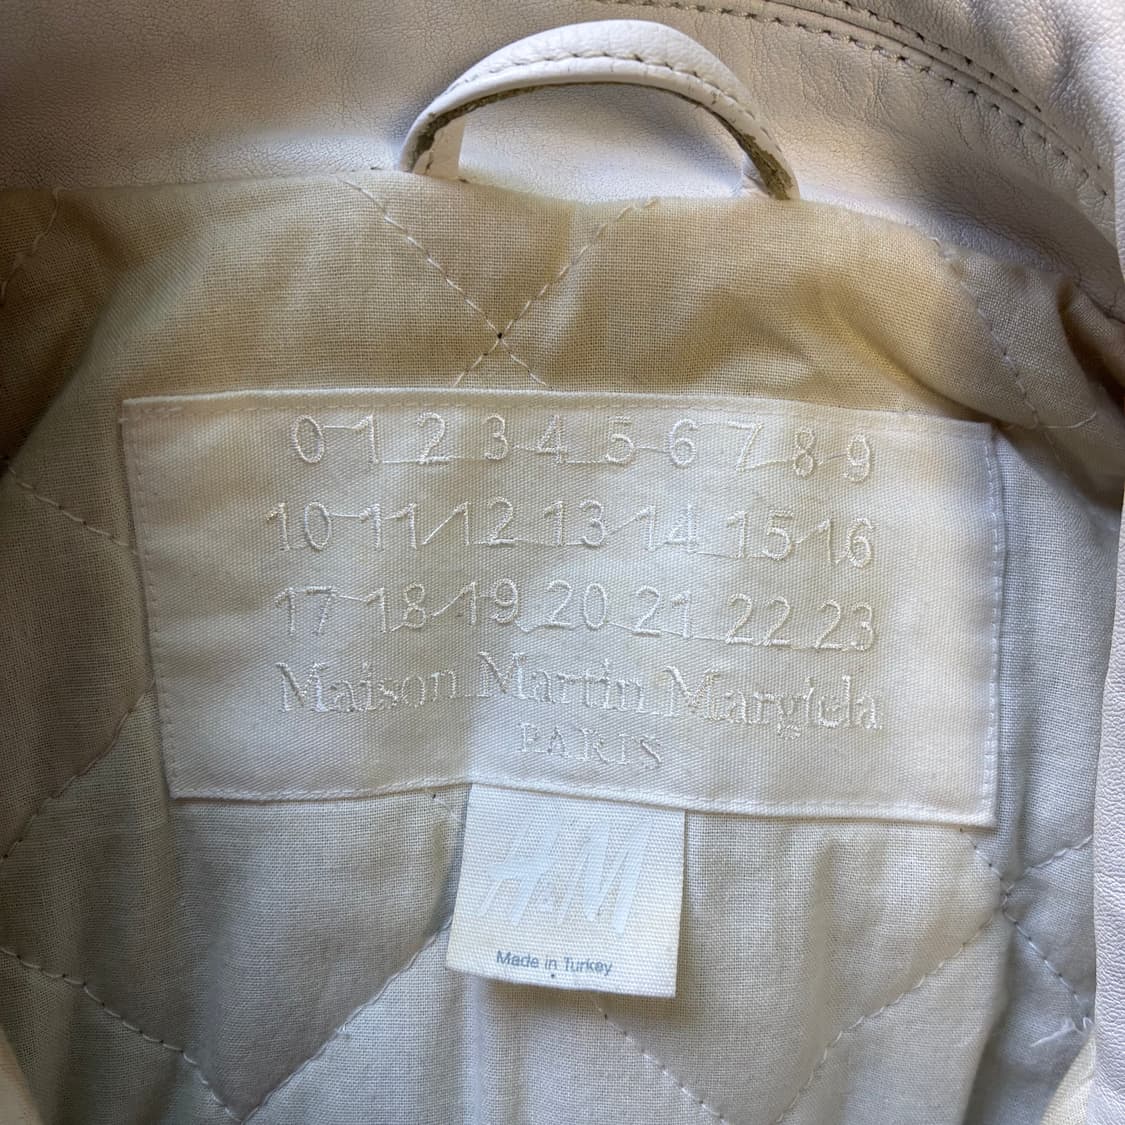 0 1 2 3 4 5 6 7 8 9
10 11 12 13 14 15 16
17 18 19 20 21 22 23
Maison Martin Margiela
PARIS
H&M
Made in Turkey